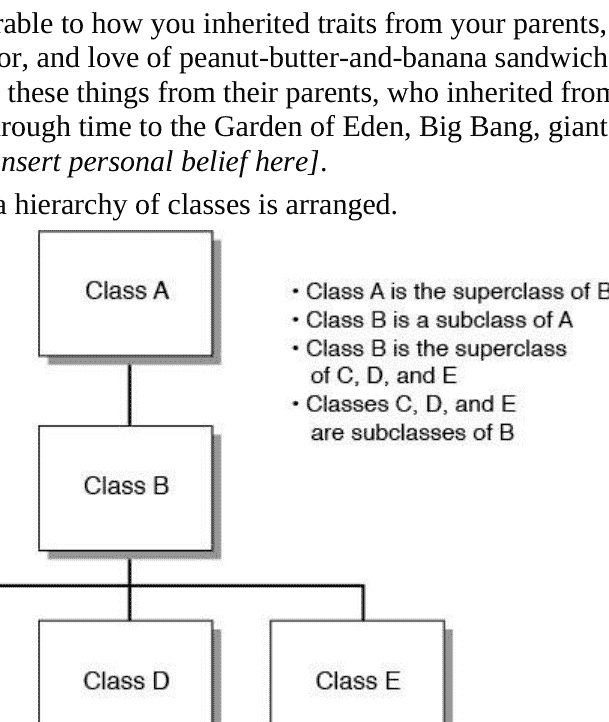 rable to how you inherited traits from your parents,
or, and love of peanut-butter-and-banana sandwich
these things from their parents, who inherited from
rough time to the Garden of Eden, Big Bang, giant
nsert personal belief here].
a hierarchy of classes is arranged.
Class A
• Class A is the superclass of B
• Class B is a subclass of A
• Class B is the superclass
of C, D, and E
• Classes C, D, and E
are subclasses of B
Class B
Class D
Class E